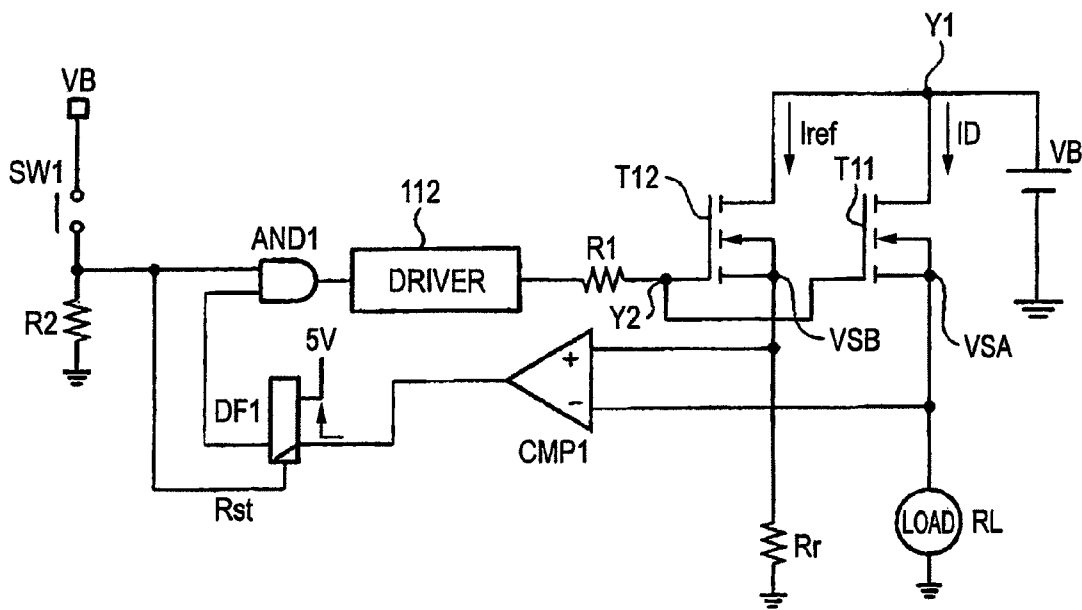 Y1
VB
Iref
ID
VB
SW1
T12
T11
112
AND1
R1
DRIVER
R2
Y2
VSB
VSA
5V
DF1
+
-
CMP1
Rst
Rr
LOAD
RL